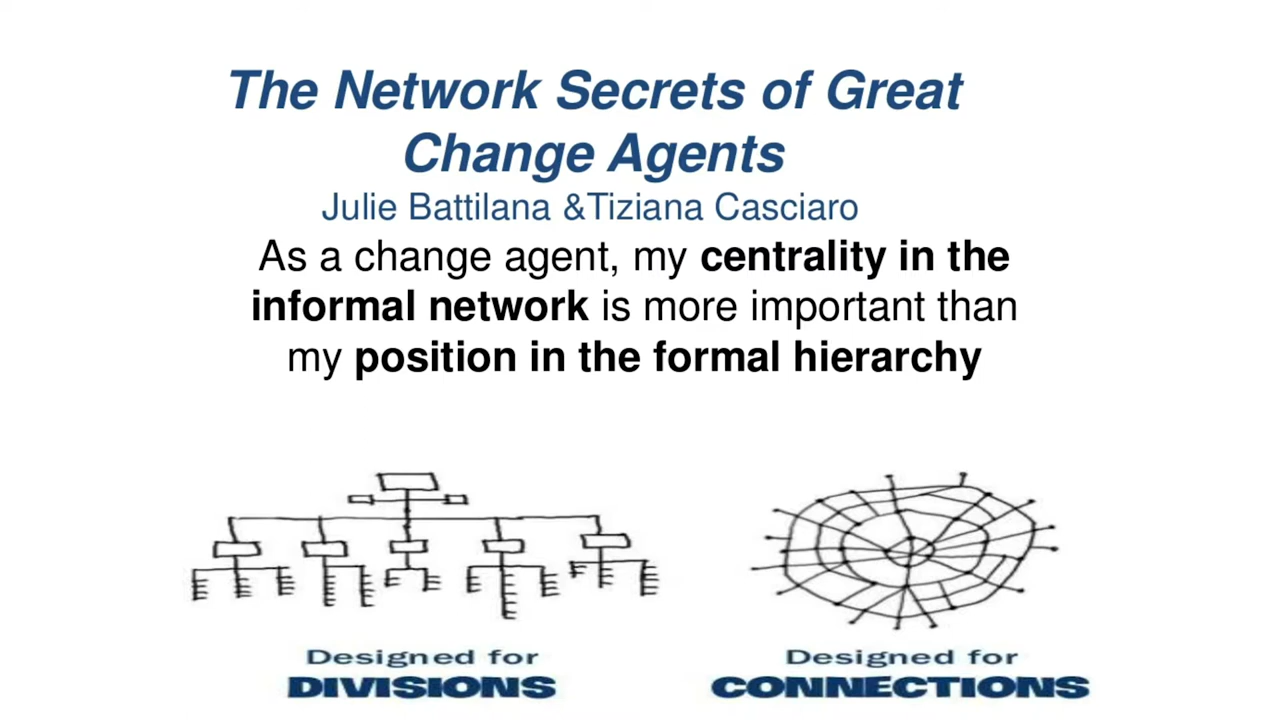 The Network Secrets of Great
Change Agents
Julie Battilana &Tiziana Casciaro
As a change agent, my centrality in the
informal network is more important than
my position in the formal hierarchy
Designed for
DIVISIONS
Designed for
CONNECTIONS